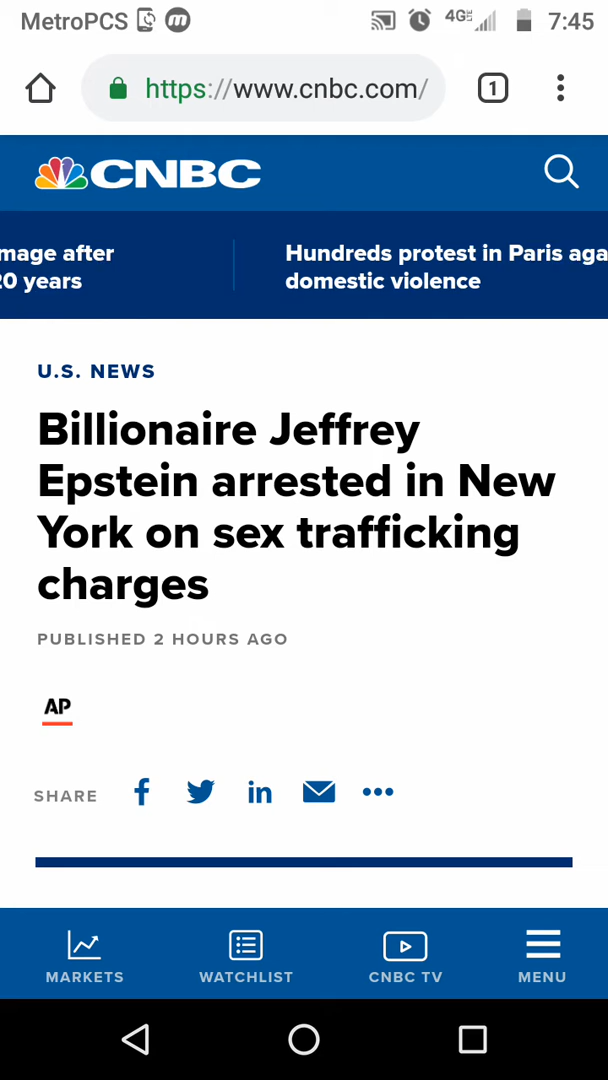 MetroPCS
4G
7:45
https://www.cnbc.com/
1
CNBC
mage after
20 years
Hundreds protest in Paris aga
domestic violence
U.S. NEWS
Billionaire Jeffrey
Epstein arrested in New
York on sex trafficking
charges
PUBLISHED 2 HOURS AGO
AP
SHARE
MARKETS
WATCHLIST
CNBC TV
MENU